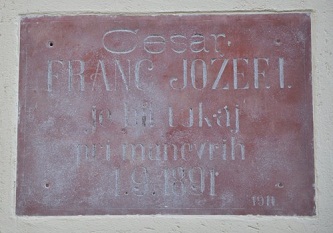 Cesar
FRANC JOZEF I.
je bil tukaj
pri manevrih
1.9.1891
1911